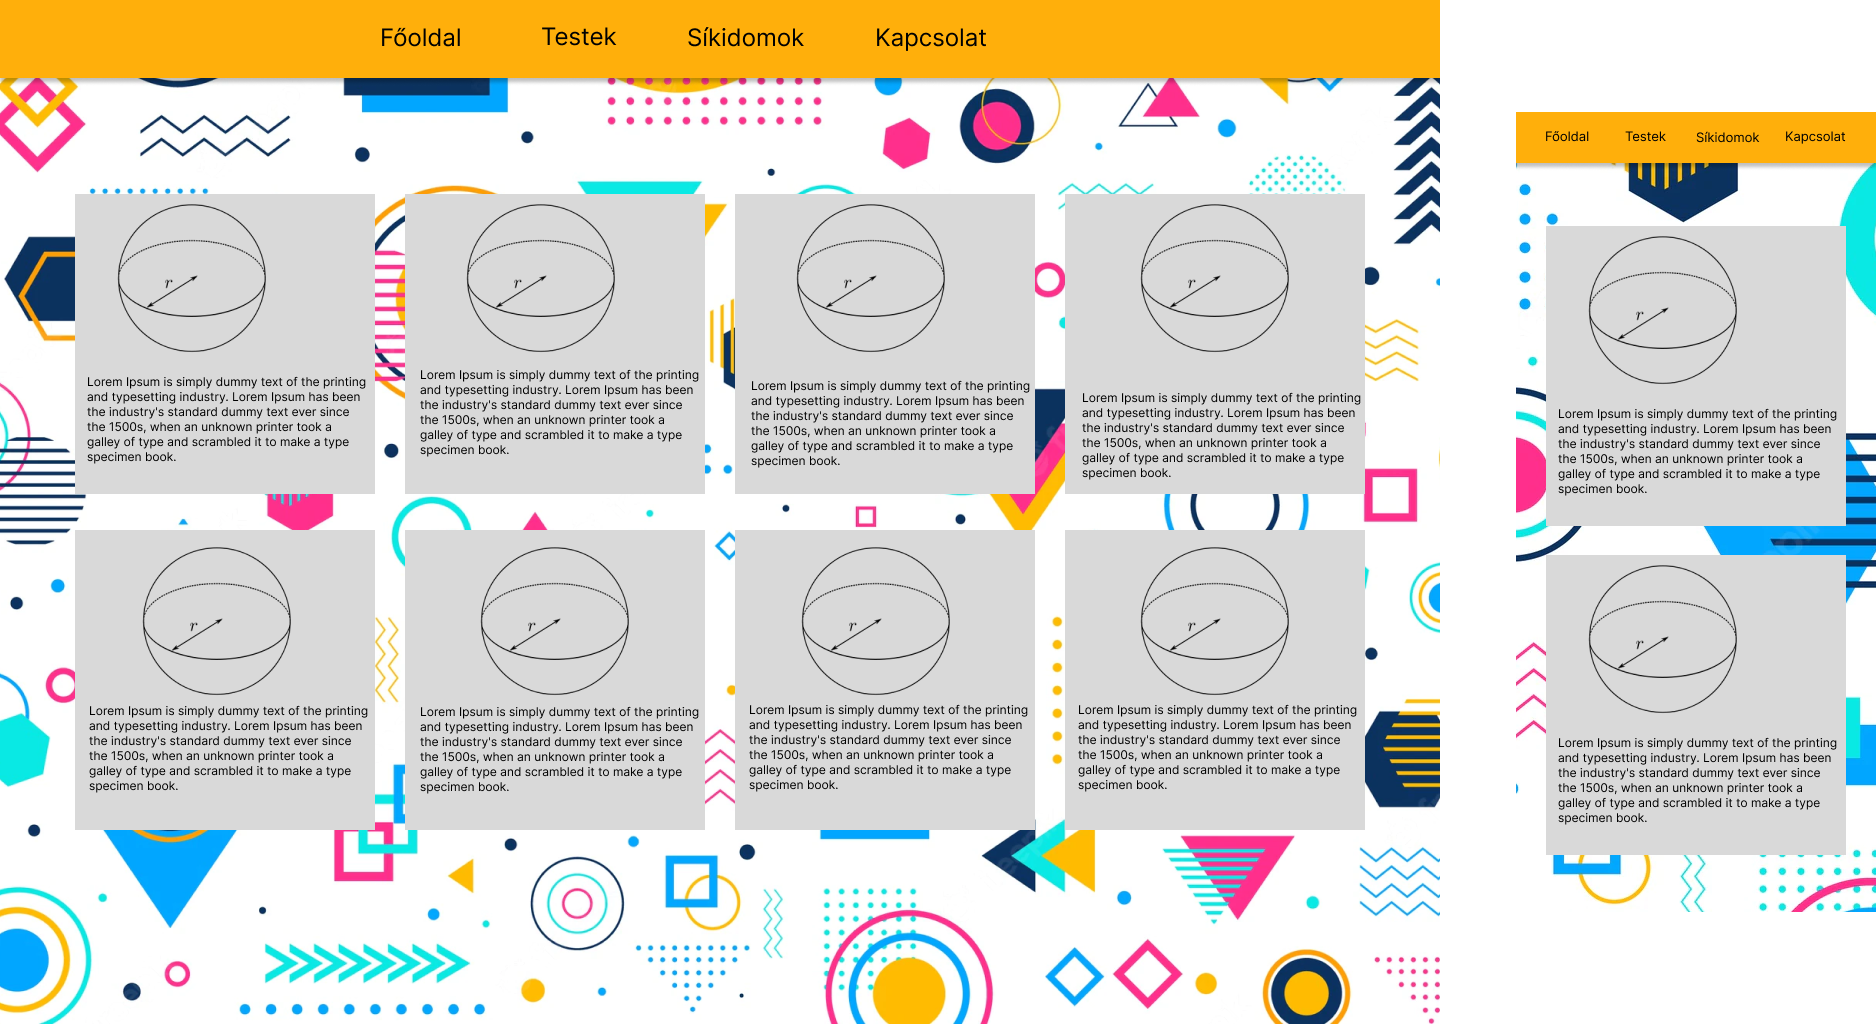 Főoldal Testek Síkidomok Kapcsolat
r
Lorem Ipsum is simply dummy text of the printing
and typesetting industry. Lorem Ipsum has been
the industry's standard dummy text ever since
the 1500s, when an unknown printer took a
galley of type and scrambled it to make a type
specimen book.
r
Lorem Ipsum is simply dummy text of the printing
and typesetting industry. Lorem Ipsum has been
the industry's standard dummy text ever since
the 1500s, when an unknown printer took a
galley of type and scrambled it to make a type
specimen book.
r
Lorem Ipsum is simply dummy text of the printing
and typesetting industry. Lorem Ipsum has been
the industry's standard dummy text ever since
the 1500s, when an unknown printer took a
galley of type and scrambled it to make a type
specimen book.
r
Lorem Ipsum is simply dummy text of the printing
and typesetting industry. Lorem Ipsum has been
the industry's standard dummy text ever since
the 1500s, when an unknown printer took a
galley of type and scrambled it to make a type
specimen book.
r
Lorem Ipsum is simply dummy text of the printing
and typesetting industry. Lorem Ipsum has been
the industry's standard dummy text ever since
the 1500s, when an unknown printer took a
galley of type and scrambled it to make a type
specimen book.
r
Lorem Ipsum is simply dummy text of the printing
and typesetting industry. Lorem Ipsum has been
the industry's standard dummy text ever since
the 1500s, when an unknown printer took a
galley of type and scrambled it to make a type
specimen book.
r
Lorem Ipsum is simply dummy text of the printing
and typesetting industry. Lorem Ipsum has been
the industry's standard dummy text ever since
the 1500s, when an unknown printer took a
galley of type and scrambled it to make a type
specimen book.
r
Lorem Ipsum is simply dummy text of the printing
and typesetting industry. Lorem Ipsum has been
the industry's standard dummy text ever since
the 1500s, when an unknown printer took a
galley of type and scrambled it to make a type
specimen book.
Főoldal Testek Síkidomok Kapcsolat
r
Lorem Ipsum is simply dummy text of the printing
and typesetting industry. Lorem Ipsum has been
the industry's standard dummy text ever since
the 1500s, when an unknown printer took a
galley of type and scrambled it to make a type
specimen book.
r
Lorem Ipsum is simply dummy text of the printing
and typesetting industry. Lorem Ipsum has been
the industry's standard dummy text ever since
the 1500s, when an unknown printer took a
galley of type and scrambled it to make a type
specimen book.